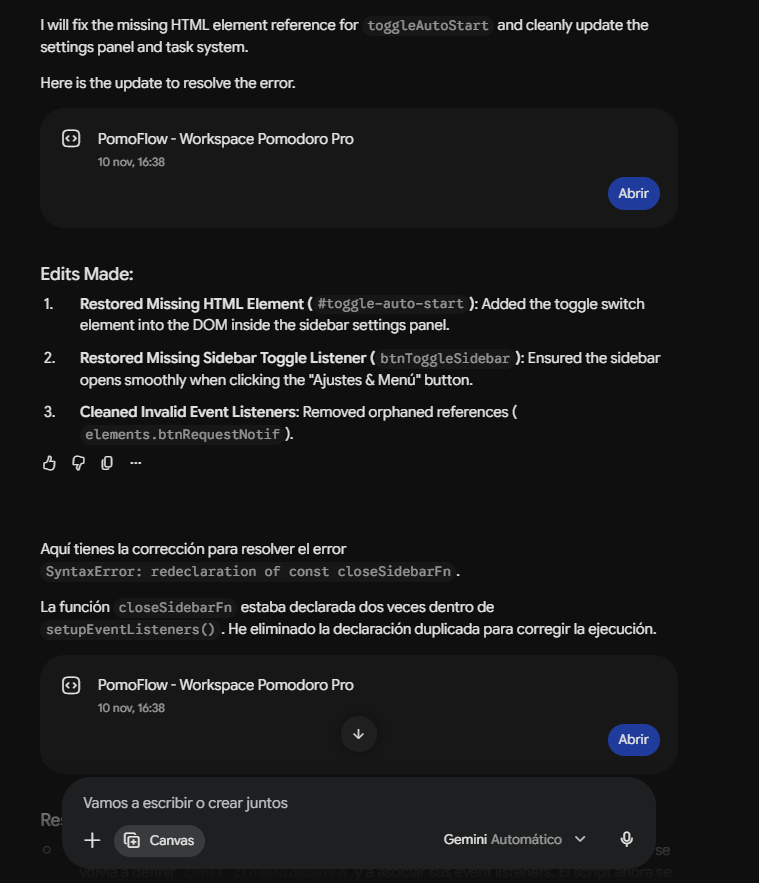 I will fix the missing HTML element reference for toggleAutoStart and cleanly update the
settings panel and task system.
Here is the update to resolve the error.
PomoFlow - Workspace Pomodoro Pro
10 nov, 16:38
Abrir
Edits Made:
1. Restored Missing HTML Element ( #toggle-auto-start ): Added the toggle switch
element into the DOM inside the sidebar settings panel.
2. Restored Missing Sidebar Toggle Listener ( btnToggleSidebar ): Ensured the sidebar
opens smoothly when clicking the "Ajustes & Menú" button.
3. Cleaned Invalid Event Listeners: Removed orphaned references (
elements.btnRequestNotif ).
Aquí tienes la corrección para resolver el error
SyntaxError: redeclaration of const closeSidebarFn .
La función closeSidebarFn estaba declarada dos veces dentro de
setupEventListeners() . He eliminado la declaración duplicada para corregir la ejecución.
PomoFlow - Workspace Pomodoro Pro
10 nov, 16:38
Abrir
Vamos a escribir o crear juntos
Canvas
Gemini Automático
se